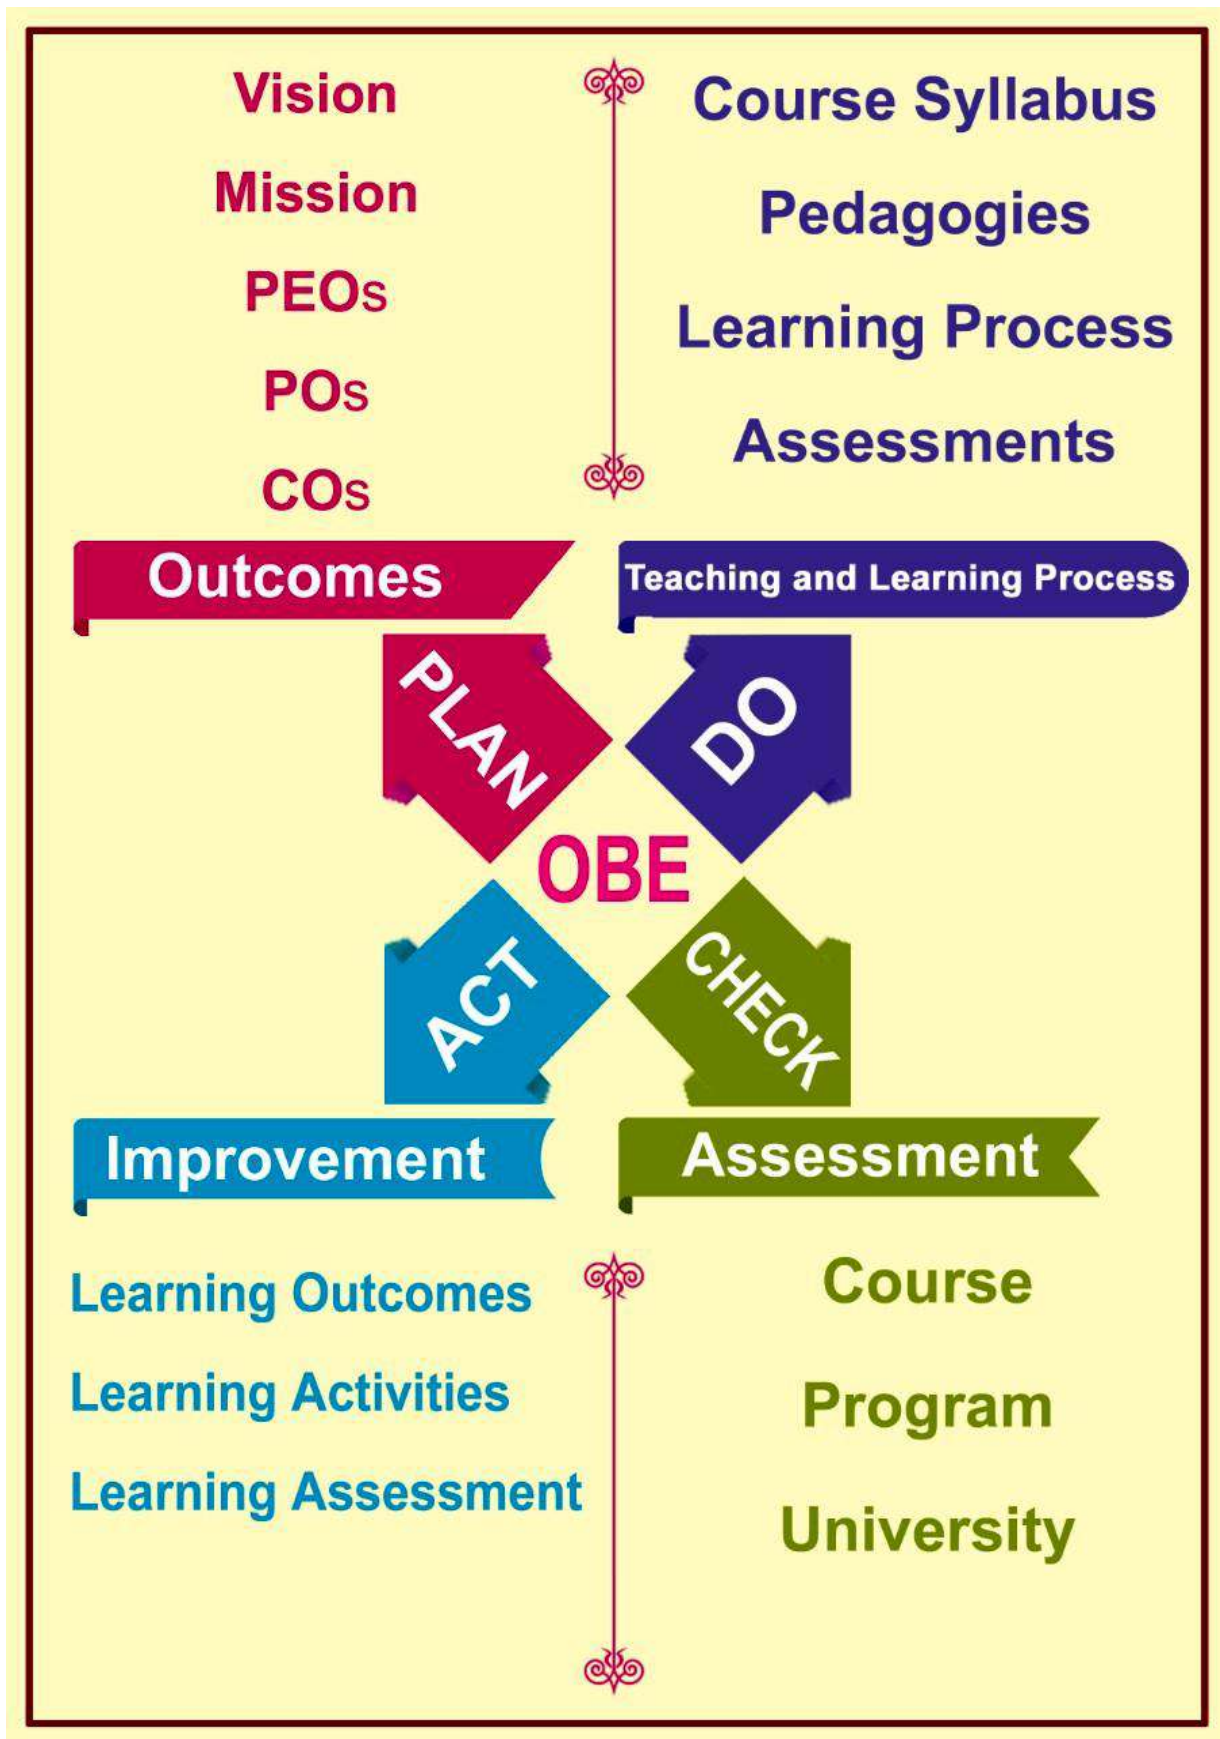 Vision
Mission
PEOs
POs
COs
Outcomes
Course Syllabus
Pedagogies
Learning Process
Assessments
Teaching and Learning Process
PLAN
DO
OBE
ACT
CHECK
Improvement
Learning Outcomes
Learning Activities
Learning Assessment
Assessment
Course
Program
University